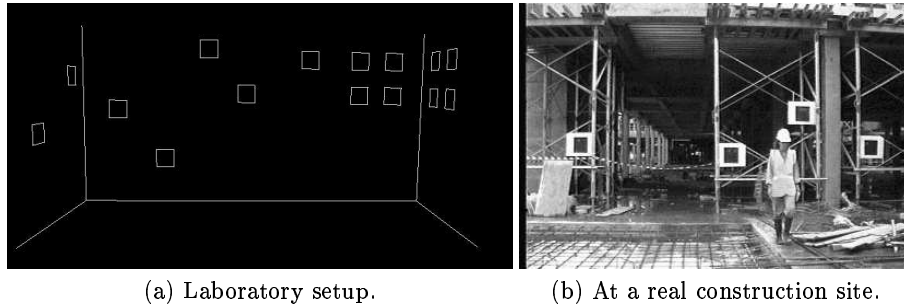 (a) Laboratory setup.
(b) At a real construction site.